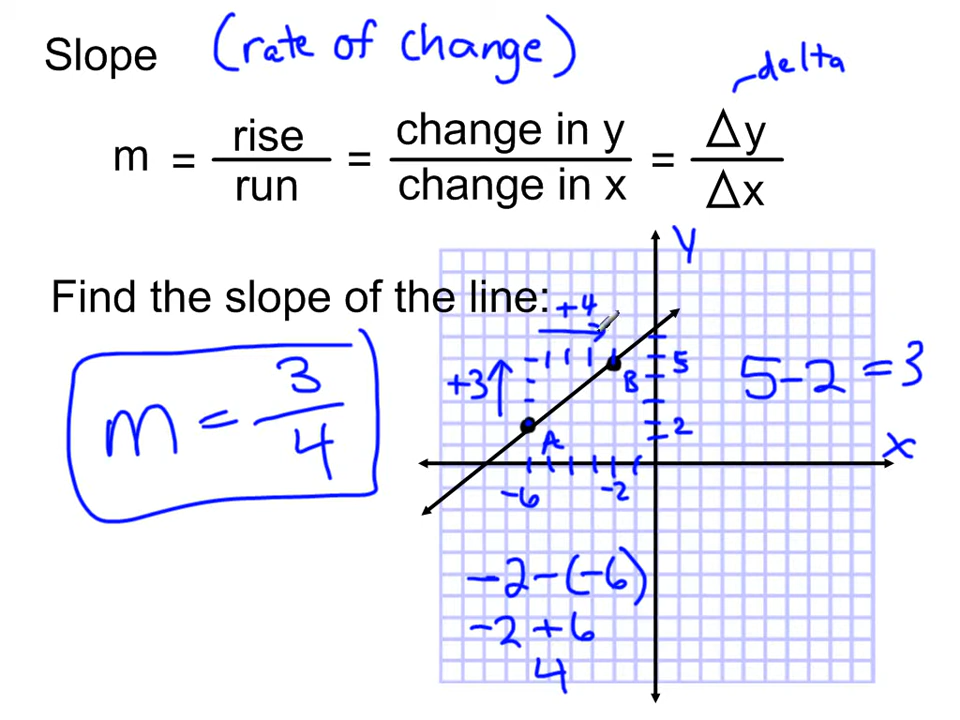 Slope (rate of change)
delta
m = rise/run = change in y/change in x = Δy/Δx
Find the slope of the line:
m = 3/4
y
+4
+3
B
5
5-2 = 3
A
2
x
-6
-2
-2-(-6)
-2+6
4